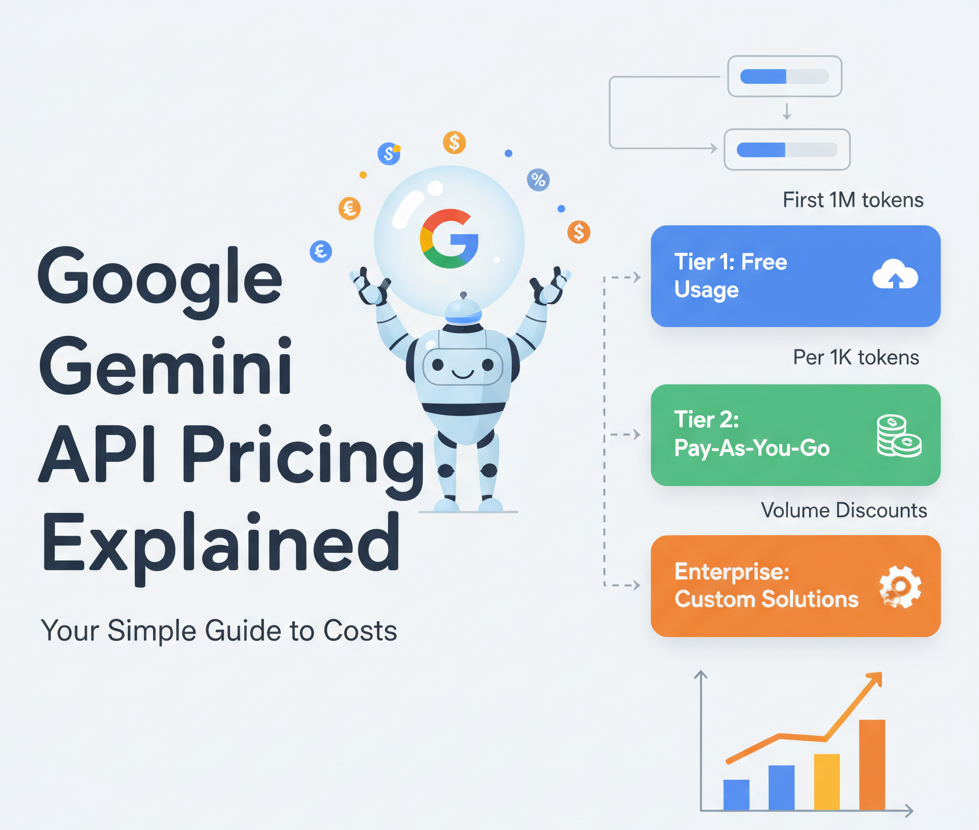 Google
Gemini
API Pricing
Explained
Your Simple Guide to Costs
$
$
€
€
%
$
G
First 1M tokens
Tier 1: Free
Usage
Per 1K tokens
Tier 2:
Pay-As-You-Go
Volume Discounts
Enterprise:
Custom Solutions